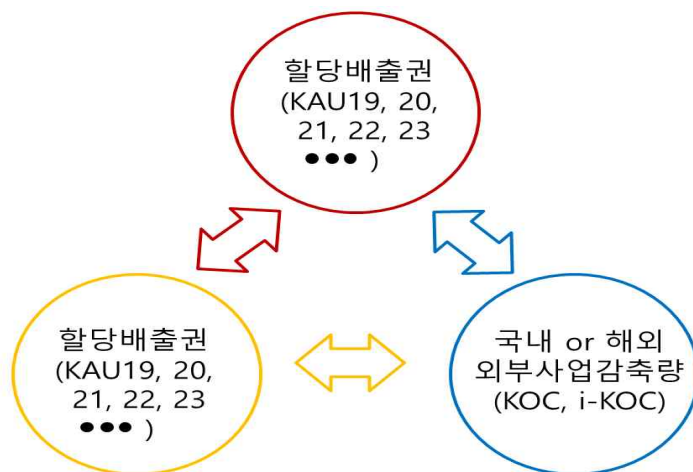 할당배출권
(KAU19, 20,
21, 22, 23
●●● )
할당배출권
(KAU19, 20,
21, 22, 23
●●● )
국내 or 해외
외부사업감축량
(KOC, i-KOC)